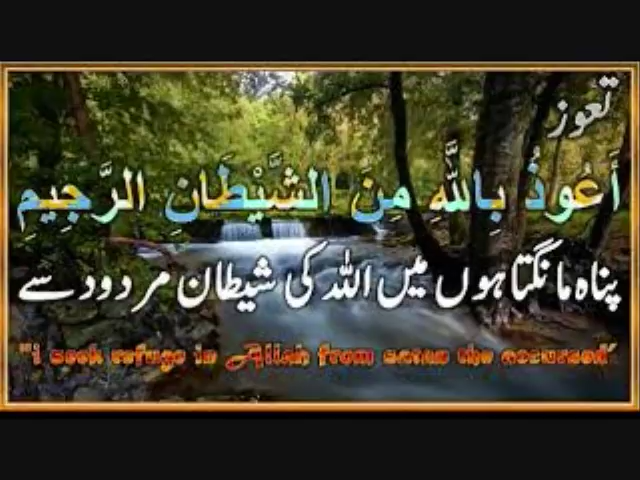 تعوز
أَعُوذُ بِاللَّهِ مِنَ الشَّيْطَانِ الرَّجِيمِ
پناہ مانگتا ہوں میں اللہ کی شیطان مردود سے
"i seek refuge in Allah from satan the accursed"